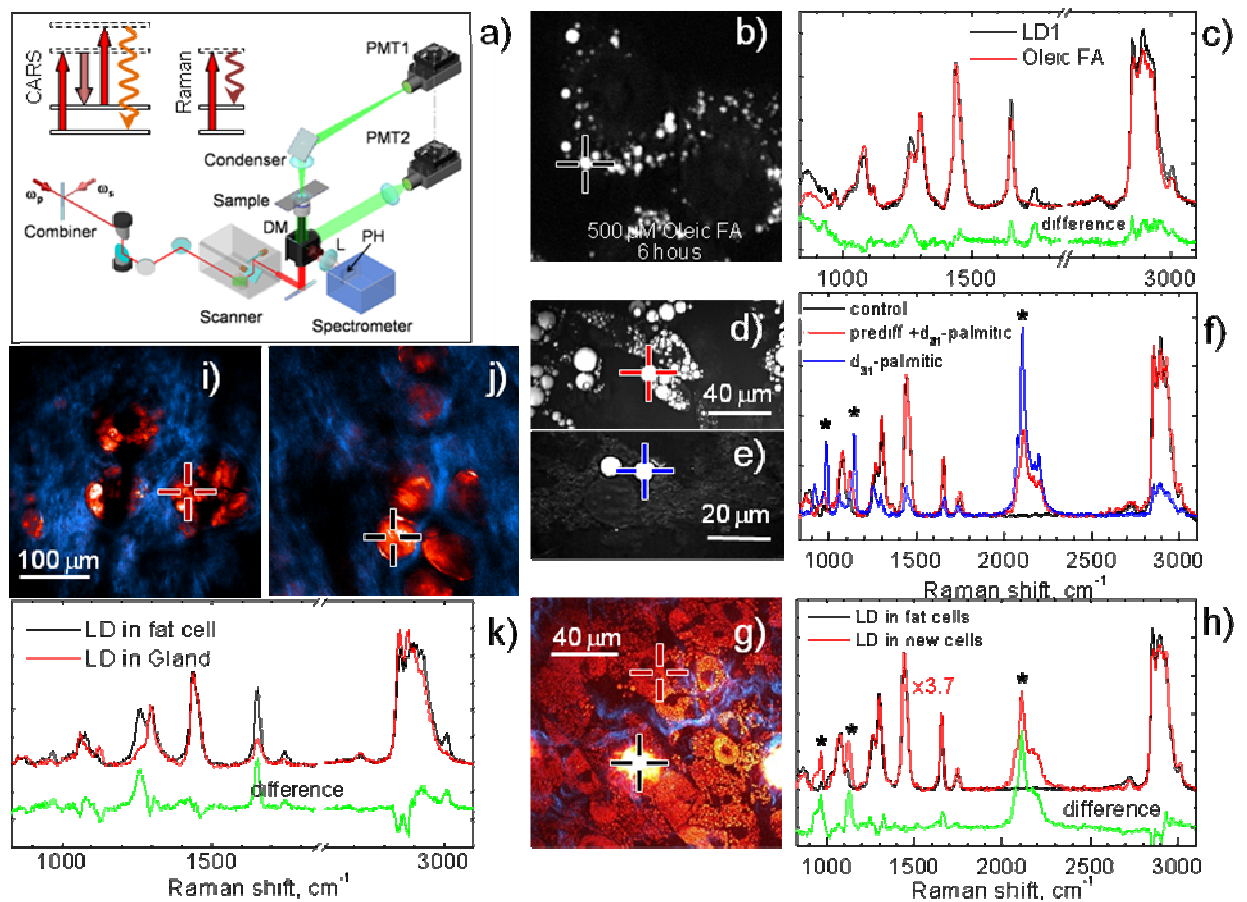 a)
CARS
Raman
PMT1
PMT2
Condenser
Sample
DM
L
PH
ωp
ωs
Combiner
Scanner
Spectrometer
b)
500 μM Oleic FA
6 hours
c)
LD1
Oleic FA
difference
1000
1500
3000
d)
40 μm
e)
20 μm
f)
control
prediff +d31-palmitic
d31-palmitic
*
*
*
1000
1500
2000
2500
3000
Raman shift, cm-1
i)
100 μm
j)
k)
LD in fat cell
LD in Gland
difference
1000
1500
3000
Raman shift, cm-1
g)
40 μm
h)
LD in fat cells
LD in new cells
x3.7
*
*
*
difference
1000
1500
2000
2500
3000
Raman shift, cm-1